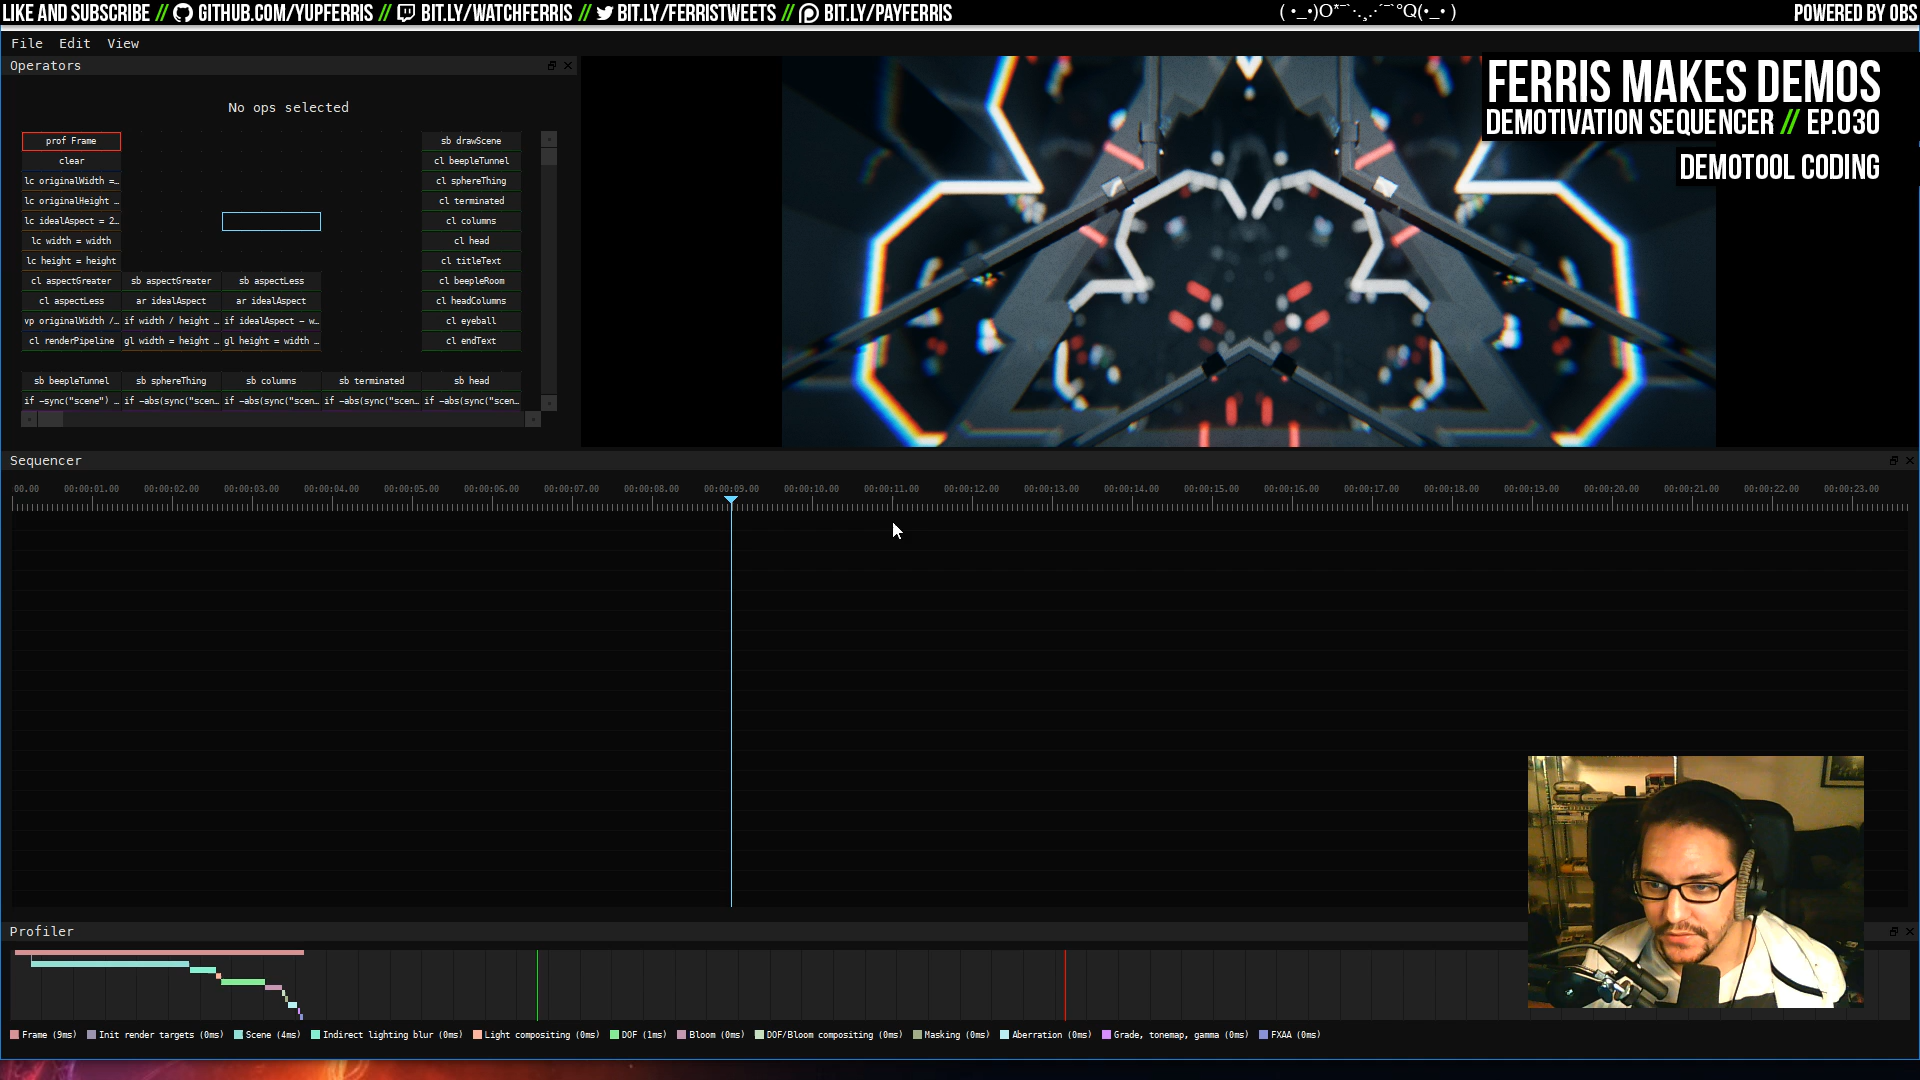 LIKE AND SUBSCRIBE // GITHUB.COM/YUPFERRIS // BIT.LY/WATCHFERRIS // BIT.LY/FERRISTWEETS // BIT.LY/PAYFERRIS
( •_•)O*¯`·.¸.·´¯`°Q(•_• )
POWERED BY OBS
File Edit View
Operators
FERRIS MAKES DEMOS
DEMOTIVATION SEQUENCER // EP.030
DEMOTOOL CODING
No ops selected
prof Frame sb drawScene
clear cl beepleTunnel
lc originalWidth =… cl sphereThing
lc originalHeight … cl terminated
lc idealAspect = 2… cl columns
lc width = width cl head
lc height = height cl titleText
cl aspectGreater sb aspectGreater sb aspectLess cl beepleRoom
cl aspectLess ar idealAspect ar idealAspect cl headColumns
vp originalWidth /… if width / height … if idealAspect - w… cl eyeball
cl renderPipeline gl width = height … gl height = width … cl endText
sb beepleTunnel sb sphereThing sb columns sb terminated sb head
if -sync("scene") … if -abs(sync("scen… if -abs(sync("scen… if -abs(sync("scen… if -abs(sync("scen…
Sequencer
00.00 00:00:01.00 00:00:02.00 00:00:03.00 00:00:04.00 00:00:05.00 00:00:06.00 00:00:07.00 00:00:08.00 00:00:09.00 00:00:10.00 00:00:11.00 00:00:12.00 00:00:13.00 00:00:14.00 00:00:15.00 00:00:16.00 00:00:17.00 00:00:18.00 00:00:19.00 00:00:20.00 00:00:21.00 00:00:22.00 00:00:23.00
Profiler
Frame (9ms) Init render targets (0ms) Scene (4ms) Indirect lighting blur (0ms) Light compositing (0ms) DOF (1ms) Bloom (0ms) DOF/Bloom compositing (0ms) Masking (0ms) Aberration (0ms) Grade, tonemap, gamma (0ms) FXAA (0ms)